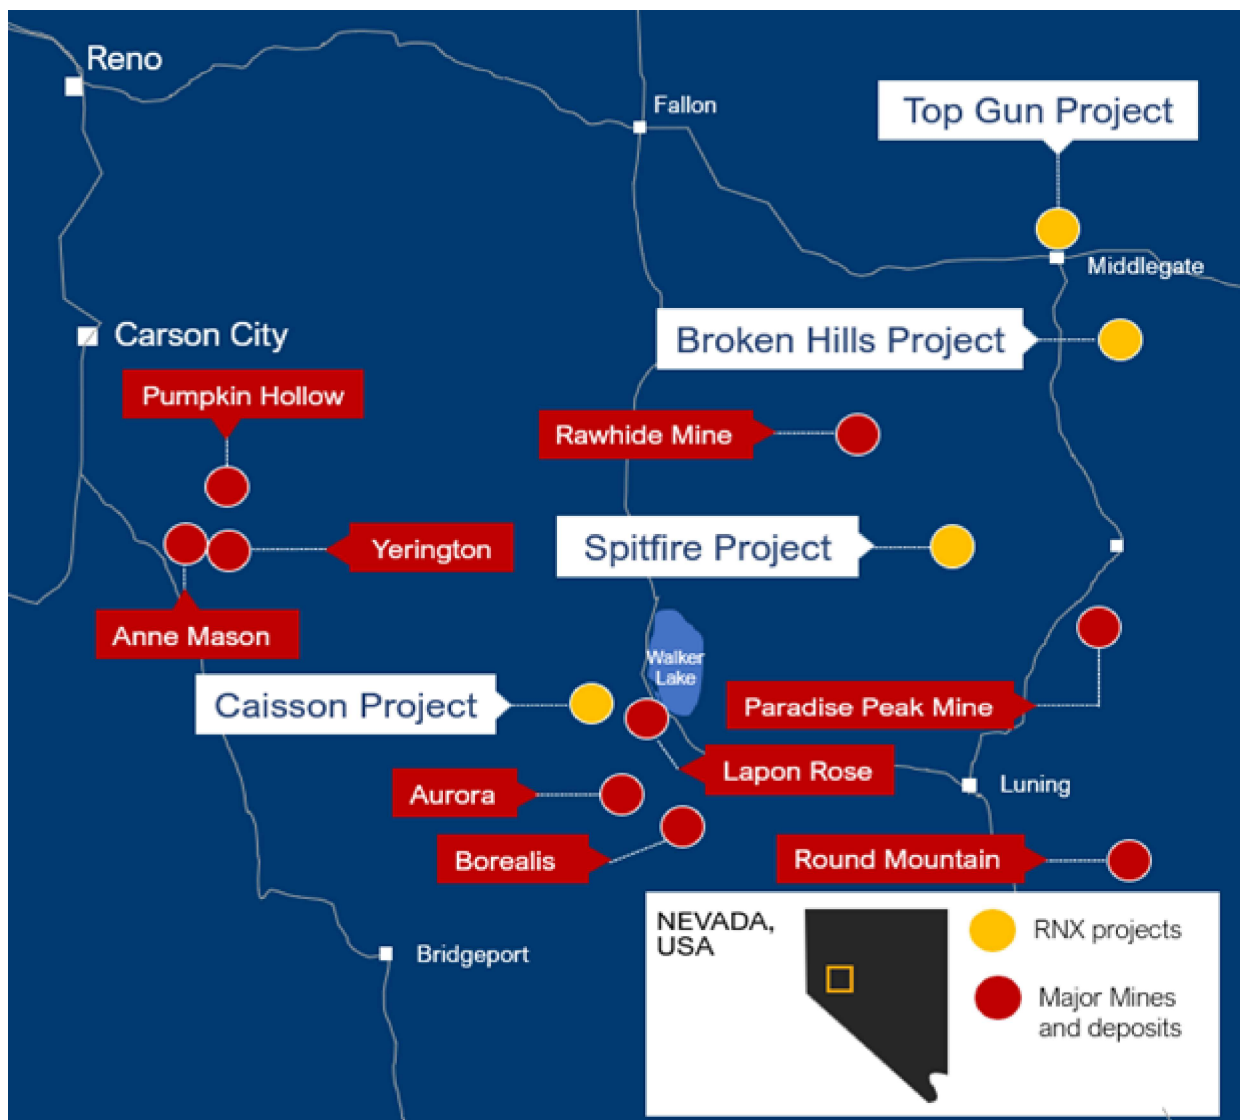 Reno
Fallon
Top Gun Project
Middlegate
Carson City
Broken Hills Project
Pumpkin Hollow
Rawhide Mine
Yerington
Spitfire Project
Anne Mason
Walker
Lake
Caisson Project
Paradise Peak Mine
Lapon Rose
Aurora
Luning
Borealis
Round Mountain
Bridgeport
NEVADA,
USA
RNX projects
Major Mines
and deposits